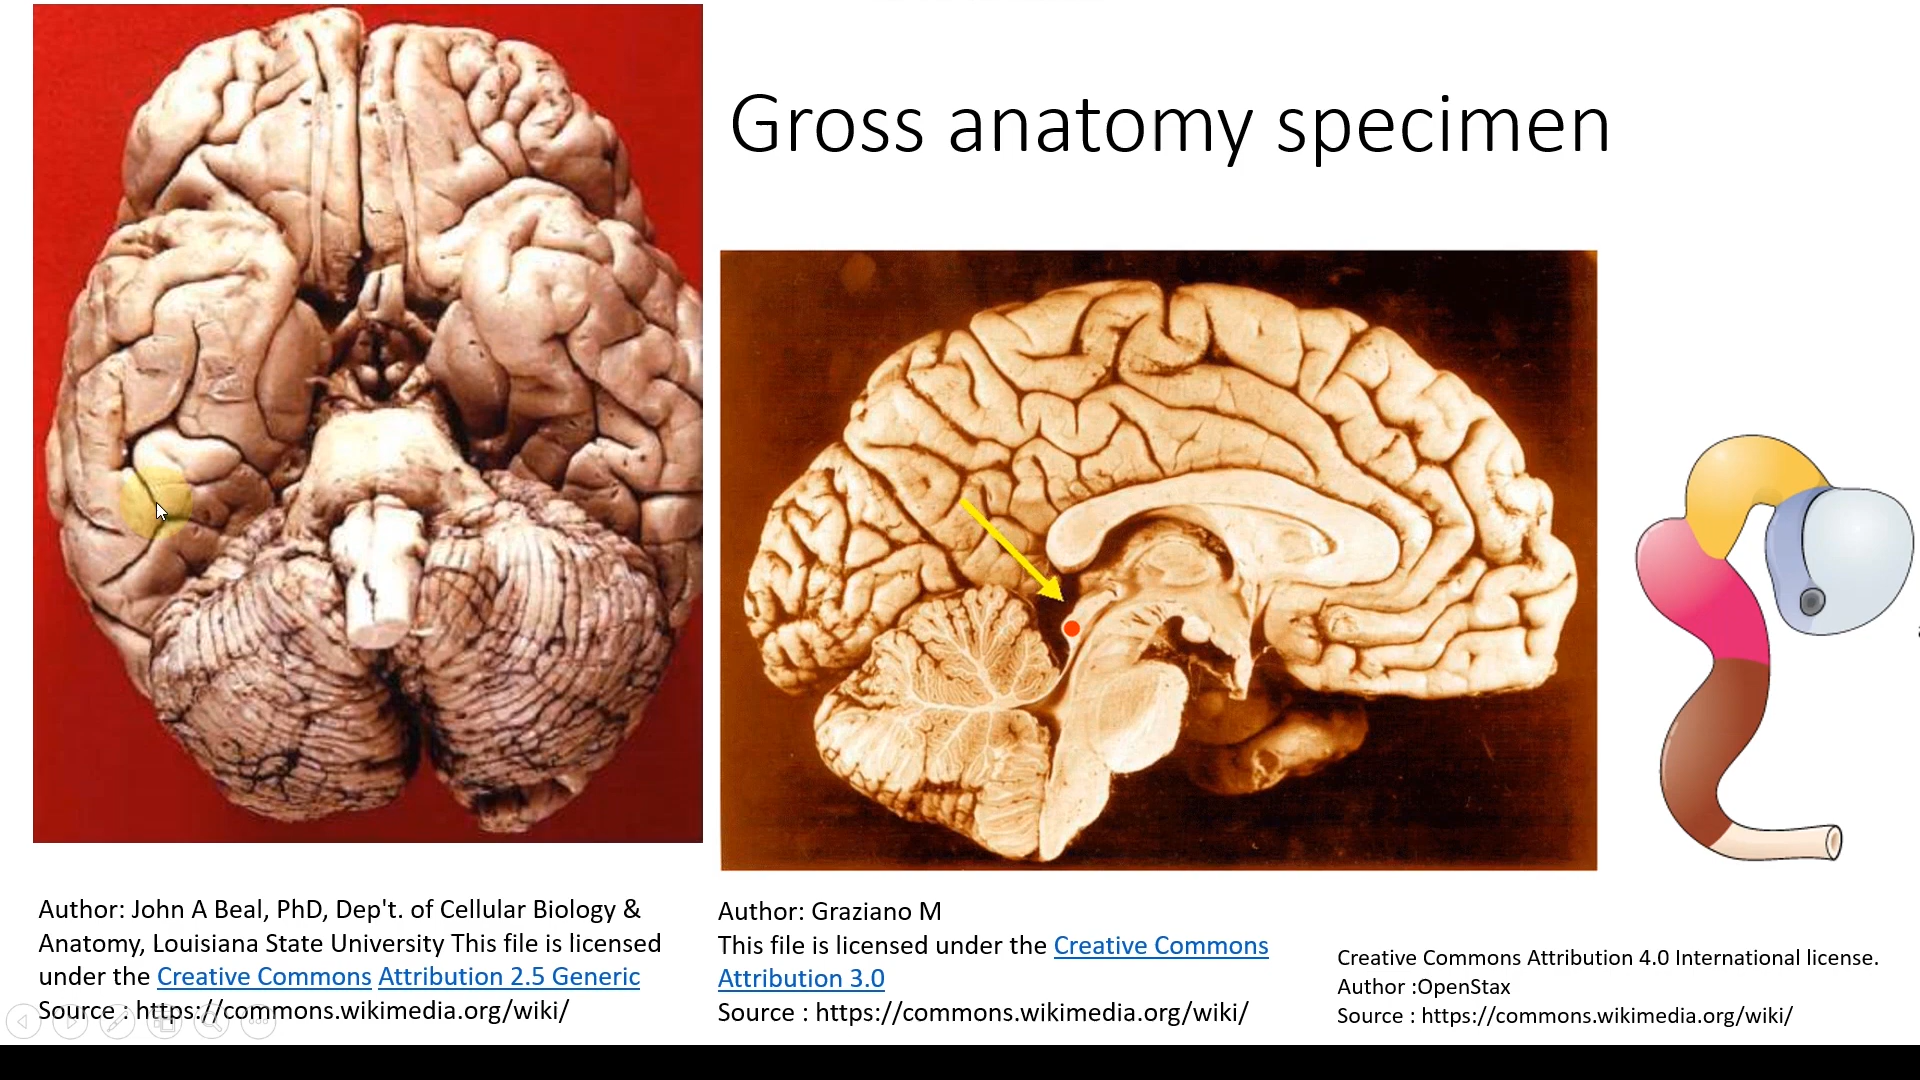 Gross anatomy specimen
Author: John A Beal, PhD, Dep't. of Cellular Biology &
Anatomy, Louisiana State University This file is licensed
under the Creative Commons Attribution 2.5 Generic
Source : https://commons.wikimedia.org/wiki/
Author: Graziano M
This file is licensed under the Creative Commons
Attribution 3.0
Source : https://commons.wikimedia.org/wiki/
Creative Commons Attribution 4.0 International license.
Author :OpenStax
Source : https://commons.wikimedia.org/wiki/